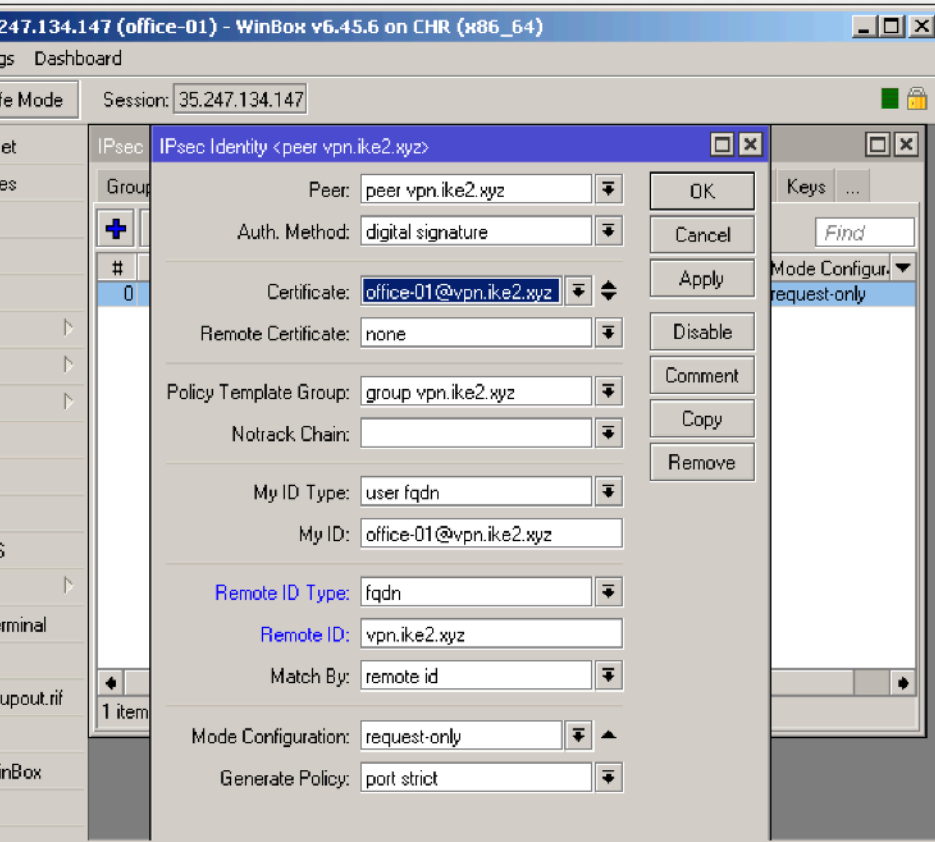 247.134.147 (office-01) - WinBox v6.45.6 on CHR (x86_64)
gs Dashboard
fe Mode Session: 35.247.134.147
et
es
S
erminal
upout.rif
inBox
IPsec
IPsec Identity <peer vpn.ike2.xyz>
Group
Keys ...
Find
#
Mode Configur.
0
request-only
1 item
Peer: peer vpn.ike2.xyz
Auth. Method: digital signature
Certificate: office-01@vpn.ike2.xyz
Remote Certificate: none
Policy Template Group: group vpn.ike2.xyz
Notrack Chain:
My ID Type: user fqdn
My ID: office-01@vpn.ike2.xyz
Remote ID Type: fqdn
Remote ID: vpn.ike2.xyz
Match By: remote id
Mode Configuration: request-only
Generate Policy: port strict
OK
Cancel
Apply
Disable
Comment
Copy
Remove